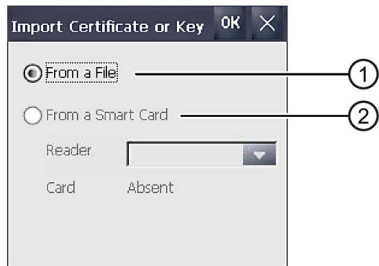 Import Certificate or Key OK
From a File
1
From a Smart Card
2
Reader
Card Absent